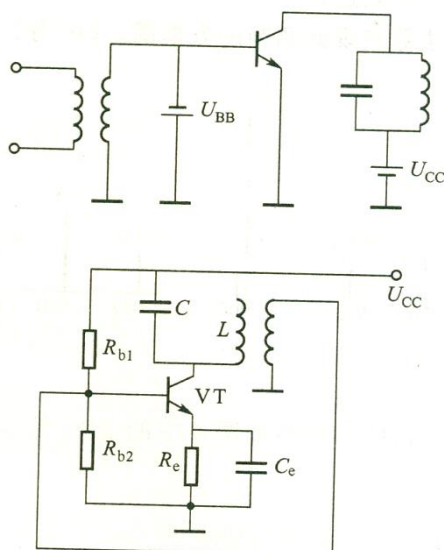 U_BB
U_CC
U_CC
C
L
R_b1
VT
R_b2
R_e
C_e